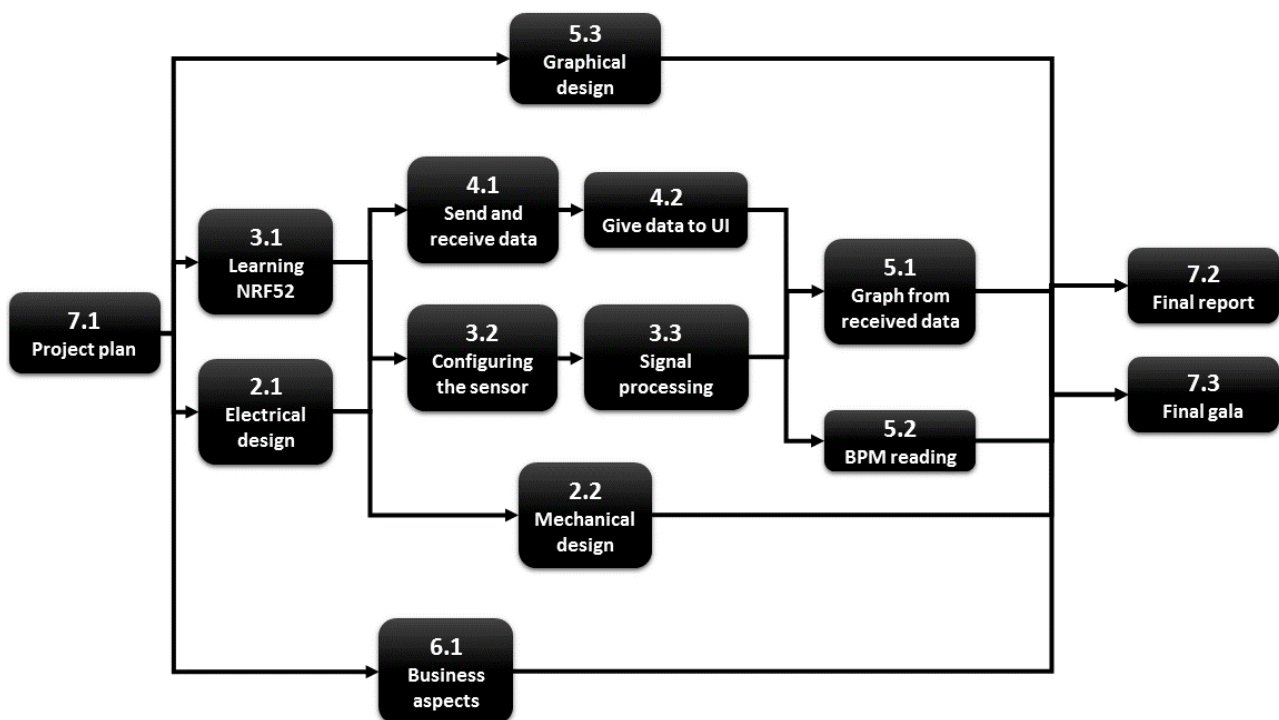 5.3
Graphical
design
4.1
Send and
receive data
4.2
Give data to UI
3.1
Learning
NRF52
5.1
Graph from
received data
7.2
Final report
7.1
Project plan
3.2
Configuring
the sensor
3.3
Signal
processing
7.3
Final gala
2.1
Electrical
design
5.2
BPM reading
2.2
Mechanical
design
6.1
Business
aspects